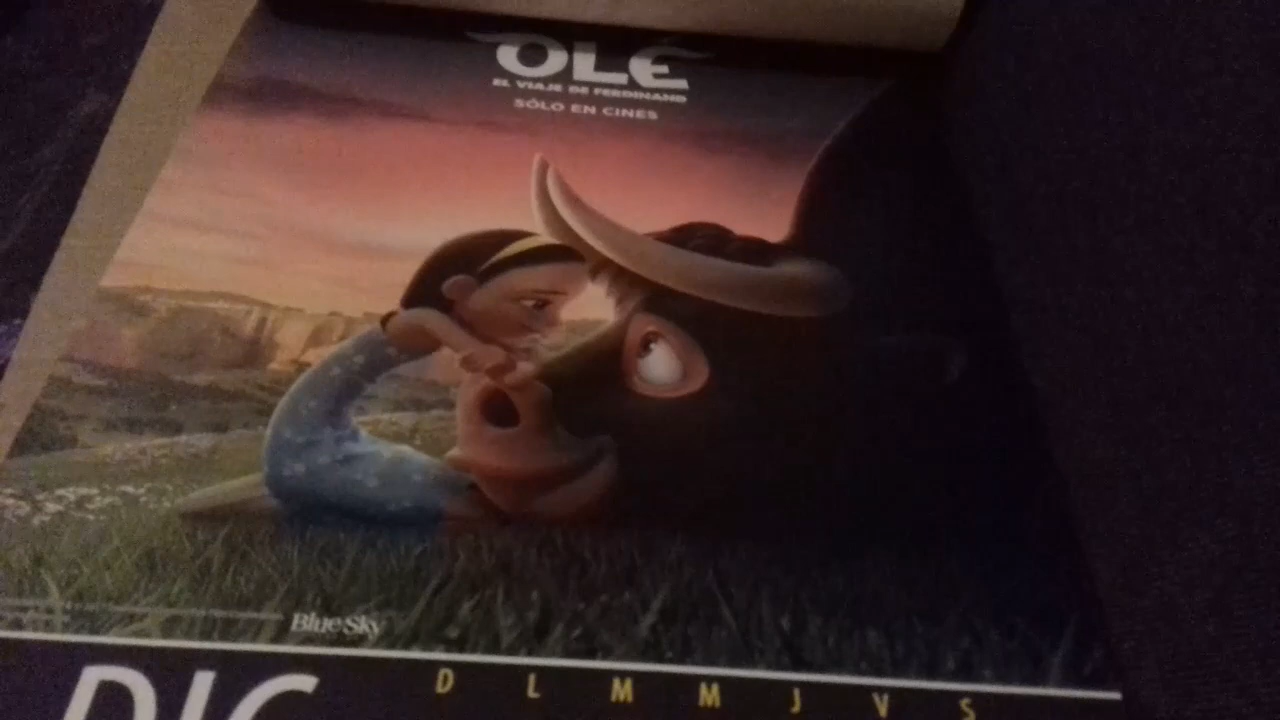 OLÉ
EL VIAJE DE FERDINAND
SÓLO EN CINES
Blue Sky
DIC
D L M M J V S